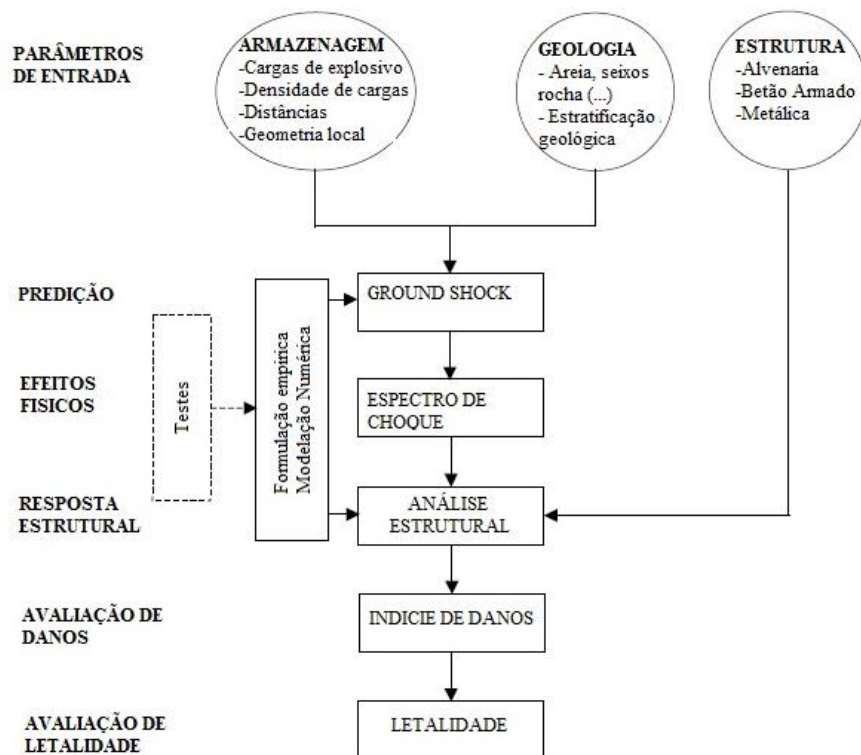 PARÂMETROS
DE ENTRADA
ARMAZENAGEM
-Cargas de explosivo
-Densidade de cargas
-Distâncias
-Geometria local
GEOLOGIA
- Areia, seixos
rocha (...)
- Estratificação
geológica
ESTRUTURA
-Alvenaria
-Betão Armado
-Metálica
PREDIÇÃO
GROUND SHOCK
EFEITOS
FISICOS
Testes
Formulação empírica
Modelação Numérica
ESPECTRO DE
CHOQUE
RESPOSTA
ESTRUTURAL
ANÁLISE
ESTRUTURAL
AVALIAÇÃO DE
DANOS
INDICIE DE DANOS
AVALIAÇÃO DE
LETALIDADE
LETALIDADE